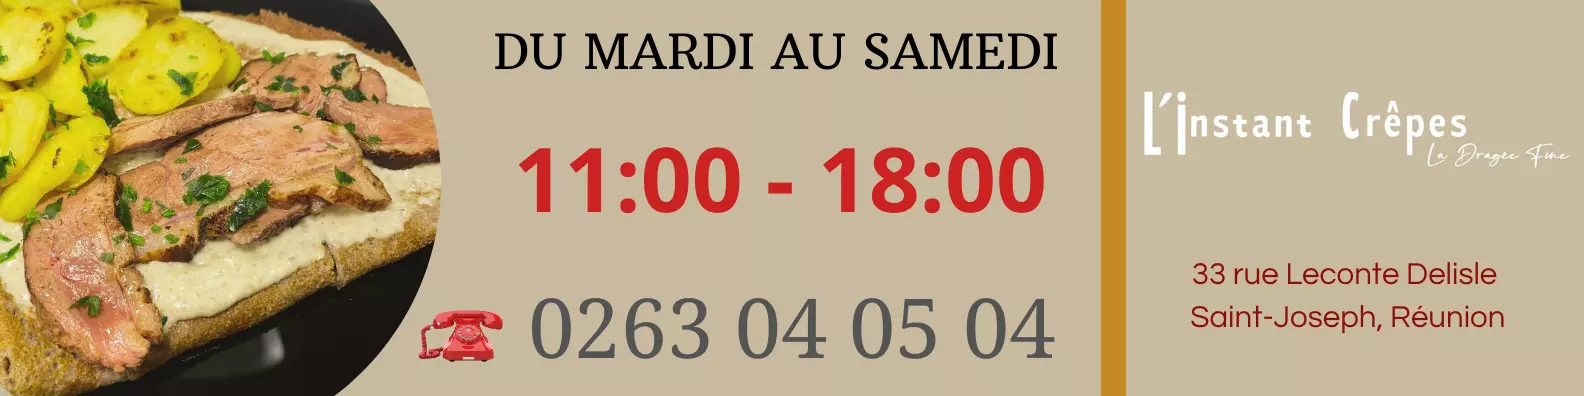 DU MARDI AU SAMEDI
11:00 - 18:00
0263 04 05 04
L'instant Crêpes
La Dragée Fine
33 rue Leconte Delisle
Saint-Joseph, Réunion